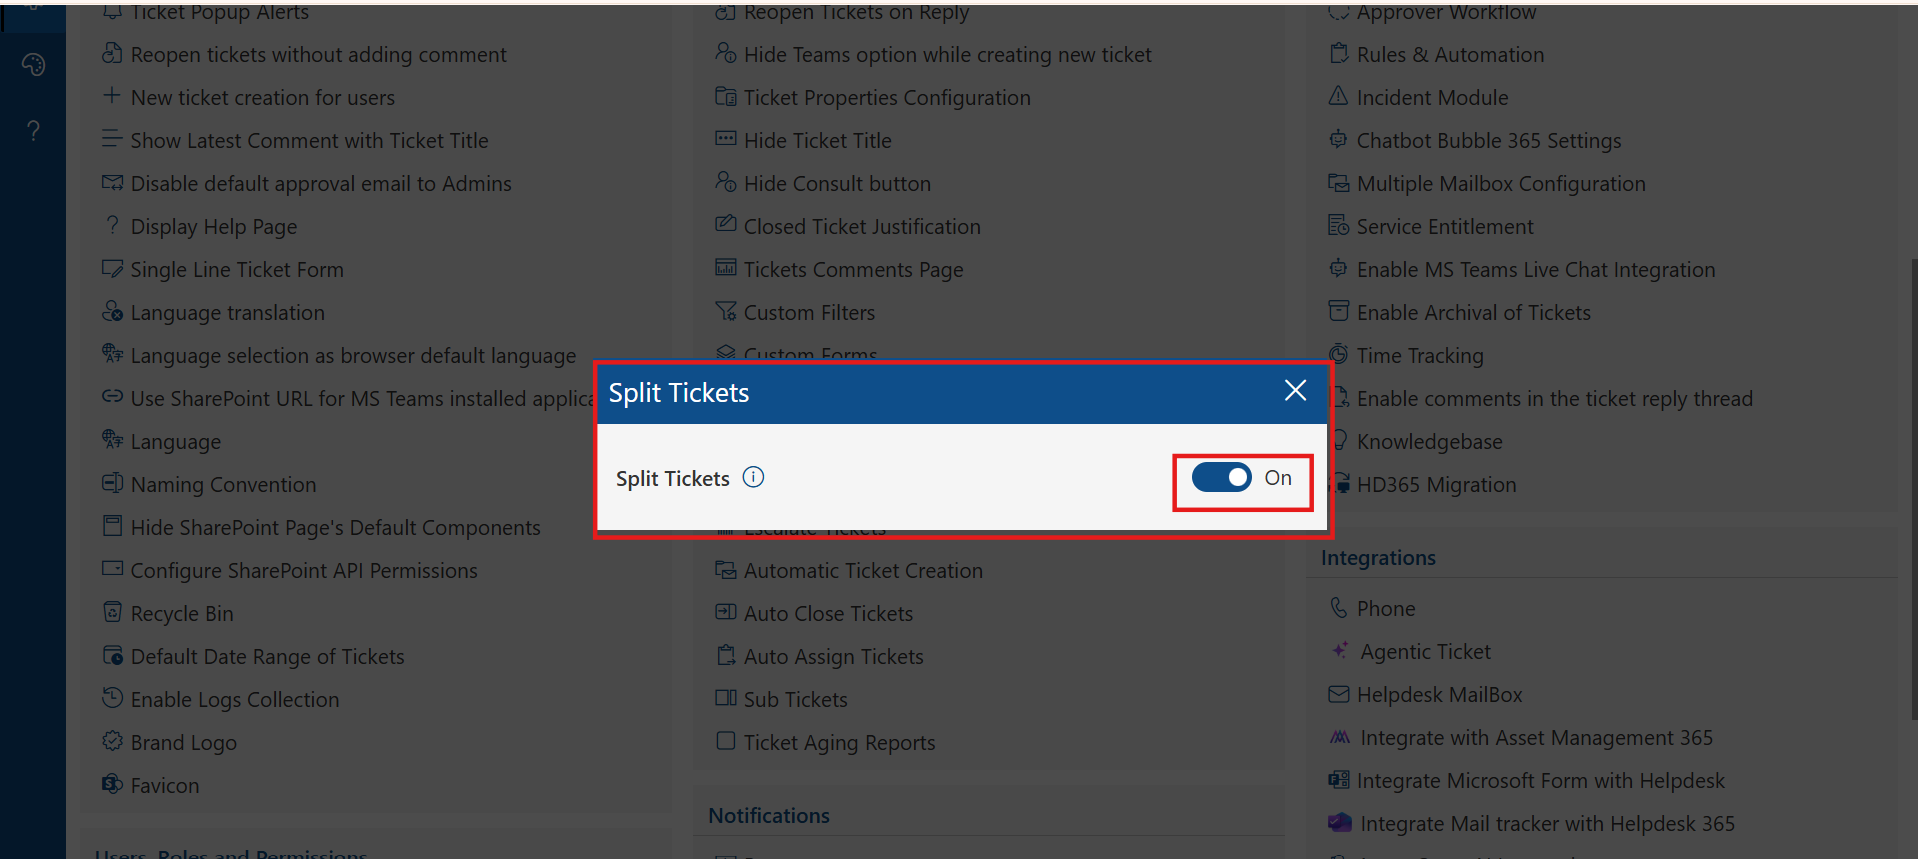 Ticket Popup Alerts
Reopen tickets without adding comment
New ticket creation for users
Show Latest Comment with Ticket Title
Disable default approval email to Admins
Display Help Page
Single Line Ticket Form
Language translation
Language selection as browser default language
Use SharePoint URL for MS Teams installed applica
Language
Naming Convention
Hide SharePoint Page's Default Components
Configure SharePoint API Permissions
Recycle Bin
Default Date Range of Tickets
Enable Logs Collection
Brand Logo
Favicon
Users, Roles and Permissions
Reopen Tickets on Reply
Hide Teams option while creating new ticket
Ticket Properties Configuration
Hide Ticket Title
Hide Consult button
Closed Ticket Justification
Tickets Comments Page
Custom Filters
Custom Forms
Split Tickets
Split Tickets
On
Escalate Tickets
Automatic Ticket Creation
Auto Close Tickets
Auto Assign Tickets
Sub Tickets
Ticket Aging Reports
Notifications
Approver Workflow
Rules & Automation
Incident Module
Chatbot Bubble 365 Settings
Multiple Mailbox Configuration
Service Entitlement
Enable MS Teams Live Chat Integration
Enable Archival of Tickets
Time Tracking
Enable comments in the ticket reply thread
Knowledgebase
HD365 Migration
Integrations
Phone
Agentic Ticket
Helpdesk MailBox
Integrate with Asset Management 365
Integrate Microsoft Form with Helpdesk
Integrate Mail tracker with Helpdesk 365